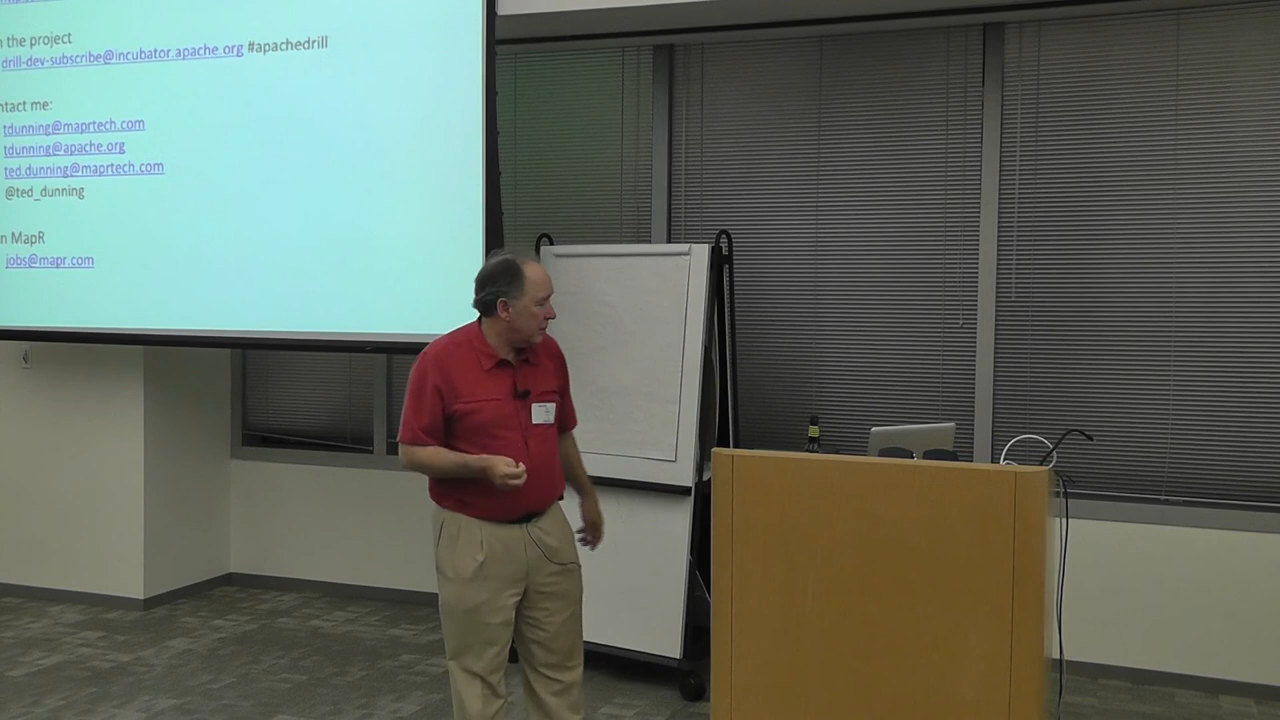 n the project
drill-dev-subscribe@incubator.apache.org #apachedrill
ntact me:
tdunning@maprtech.com
tdunning@apache.org
ted.dunning@maprtech.com
@ted_dunning
n MapR
jobs@mapr.com